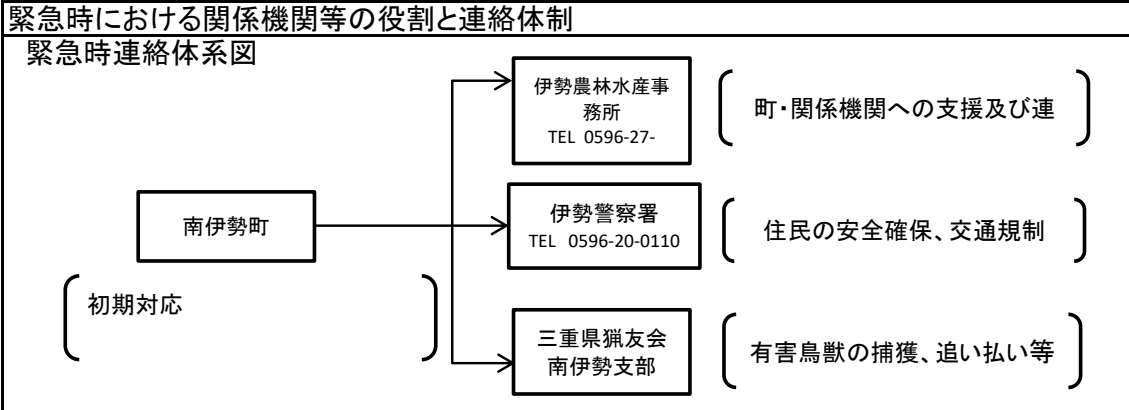 緊急時における関係機関等の役割と連絡体制
緊急時連絡体系図
伊勢農林水産事
務所
TEL 0596-27-
町・関係機関への支援及び連
南伊勢町
伊勢警察署
TEL 0596-20-0110
住民の安全確保、交通規制
初期対応
三重県猟友会
南伊勢支部
有害鳥獣の捕獲、追い払い等